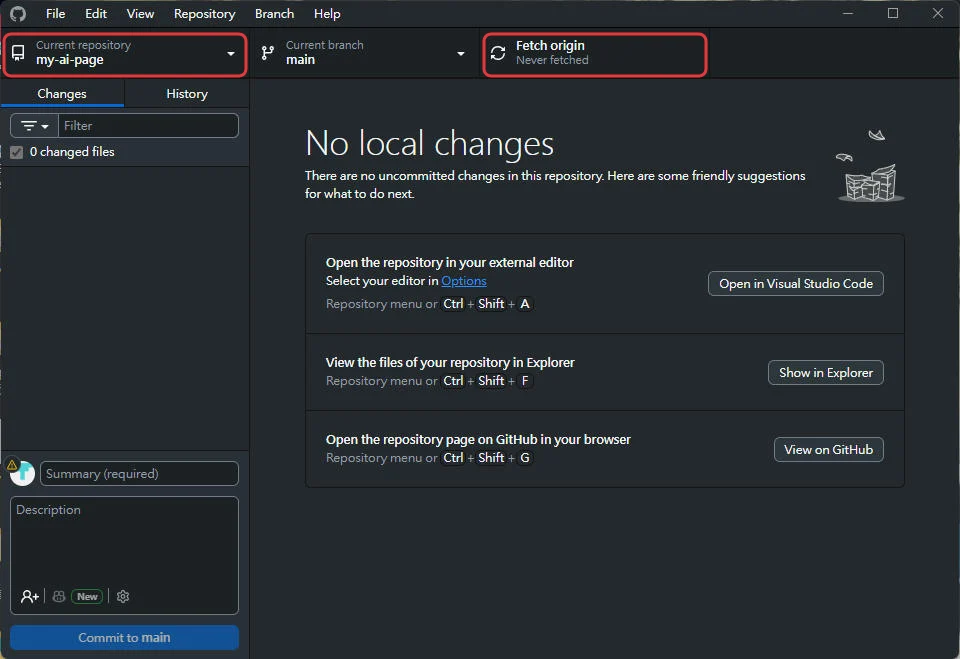 File Edit View Repository Branch Help
Current repository
my-ai-page
Current branch
main
Fetch origin
Never fetched
Changes History
Filter
0 changed files
No local changes
There are no uncommitted changes in this repository. Here are some friendly suggestions
for what to do next.
Open the repository in your external editor
Select your editor in Options
Repository menu or Ctrl + Shift + A
Open in Visual Studio Code
View the files of your repository in Explorer
Repository menu or Ctrl + Shift + F
Show in Explorer
Open the repository page on GitHub in your browser
Repository menu or Ctrl + Shift + G
View on GitHub
Summary (required)
Description
New
Commit to main